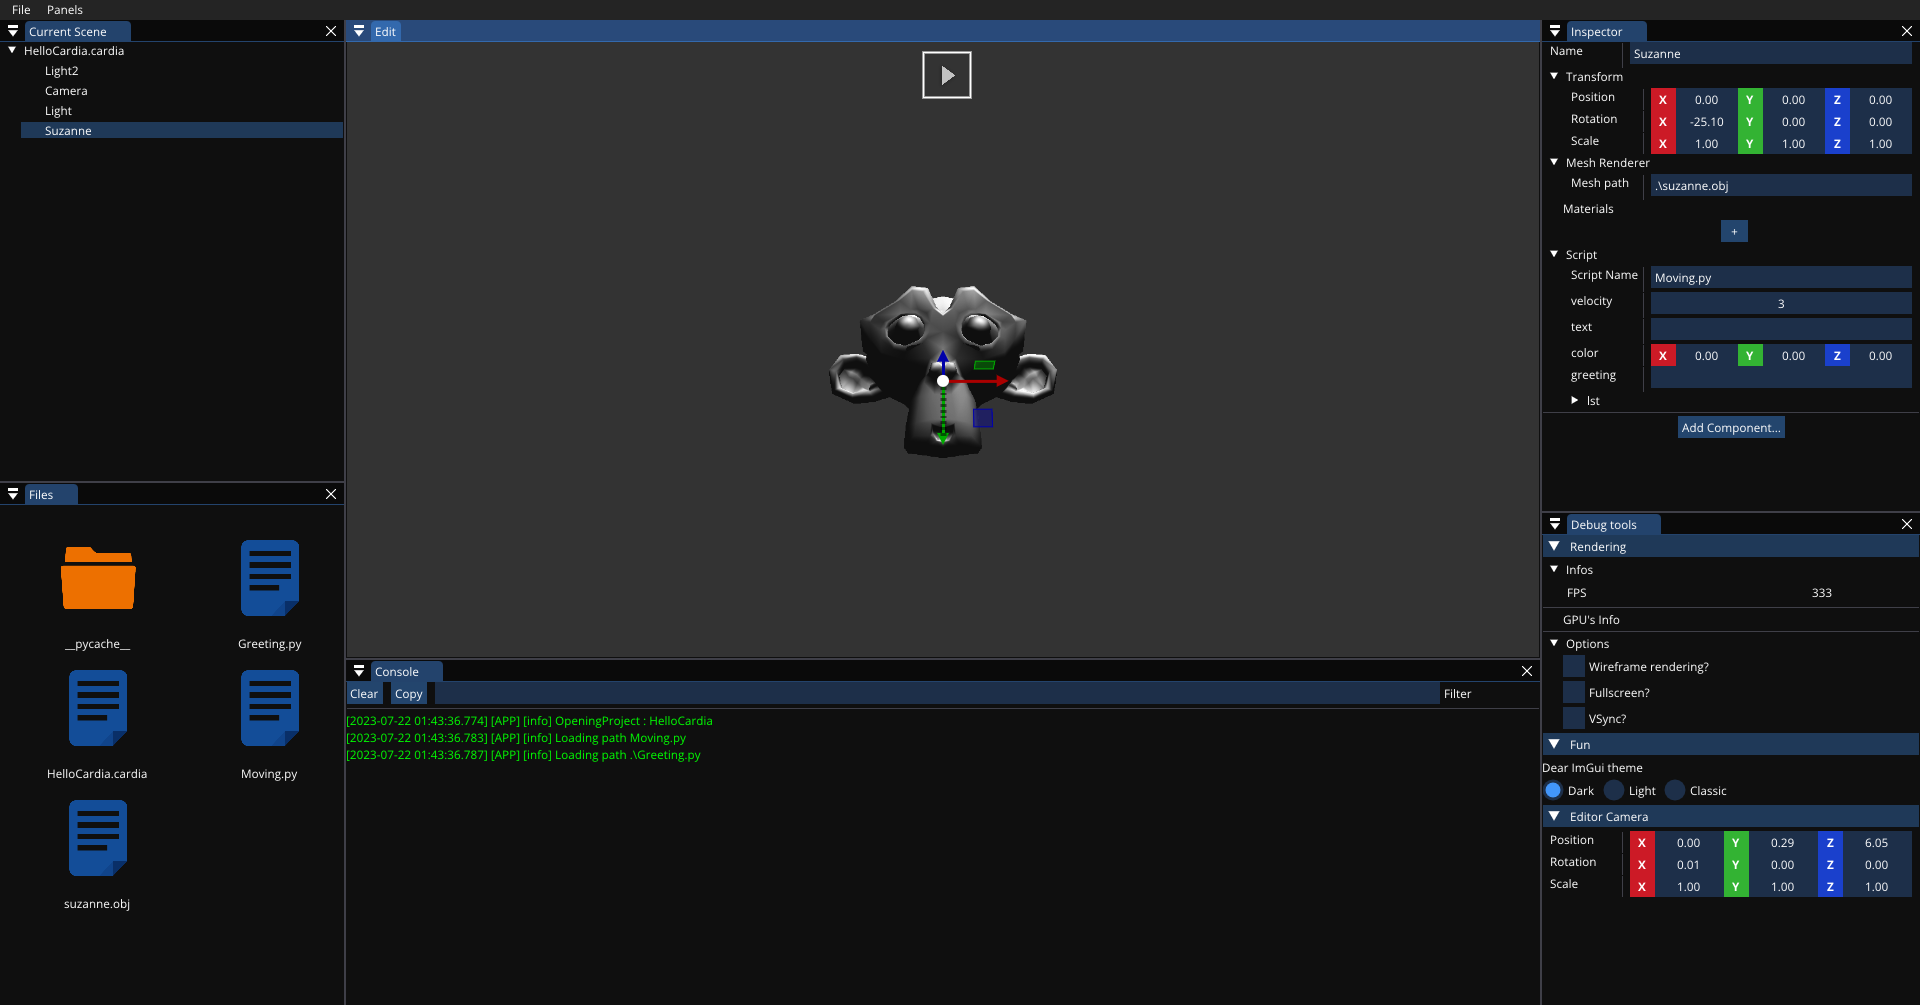 File Panels
Current Scene
HelloCardia.cardia
Light2
Camera
Light
Suzanne
Files
__pycache__ Greeting.py
HelloCardia.cardia Moving.py
suzanne.obj
Edit
Console
Clear Copy Filter
[2023-07-22 01:43:36.774] [APP] [info] OpeningProject : HelloCardia
[2023-07-22 01:43:36.783] [APP] [info] Loading path Moving.py
[2023-07-22 01:43:36.787] [APP] [info] Loading path .\Greeting.py
Inspector
Name Suzanne
Transform
Position X 0.00 Y 0.00 Z 0.00
Rotation X -25.10 Y 0.00 Z 0.00
Scale X 1.00 Y 1.00 Z 1.00
Mesh Renderer
Mesh path .\suzanne.obj
Materials
+
Script
Script Name Moving.py
velocity 3
text
color X 0.00 Y 0.00 Z 0.00
greeting
lst
Add Component...
Debug tools
Rendering
Infos
FPS 333
GPU's Info
Options
Wireframe rendering?
Fullscreen?
VSync?
Fun
Dear ImGui theme
Dark Light Classic
Editor Camera
Position X 0.00 Y 0.29 Z 6.05
Rotation X 0.01 Y 0.00 Z 0.00
Scale X 1.00 Y 1.00 Z 1.00